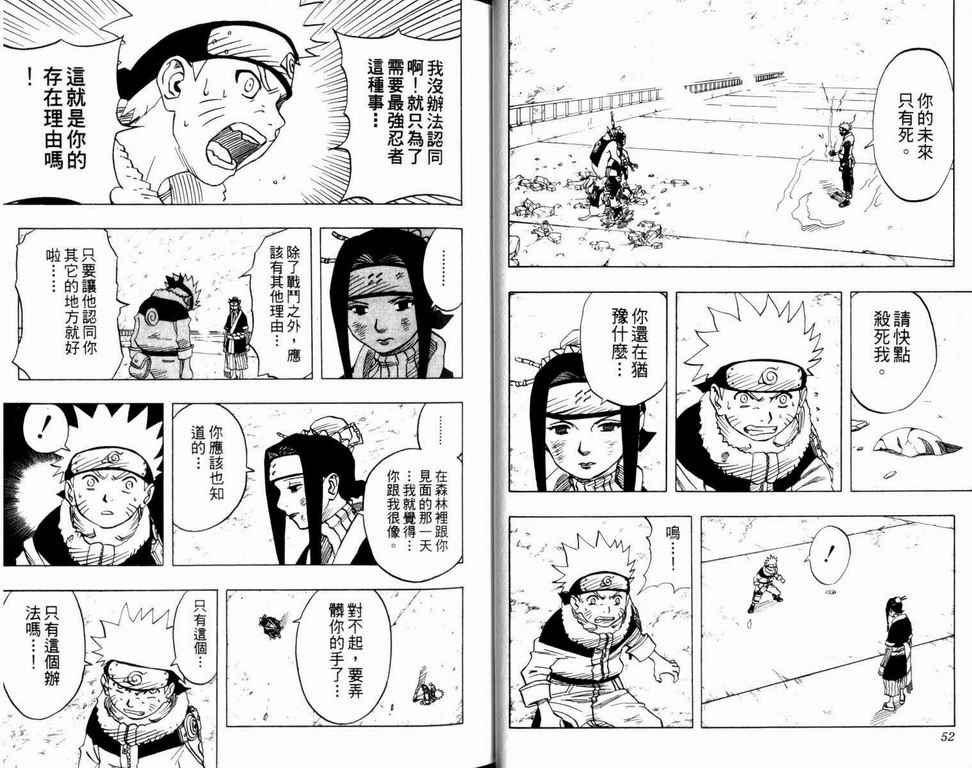 你的未來
只有死。
請快點
殺死我。
你還在猶
豫什麼…
！
嗚…！
52
我沒辦法認同
啊！就只為了
需要最強忍者
這種事…
這就是你的
存在理由嗎
！
………
除了戰鬥之外，應
該有其他理由…
只要讓他認同你
其它的地方就好
啦……
……
在森林裡跟你
見面的那一天
…我就覺得…
你跟我很像。
你應該也知
道的…
！
對不起，要弄
髒你的手了…
只有這個…
只有這個辦
法嗎…！